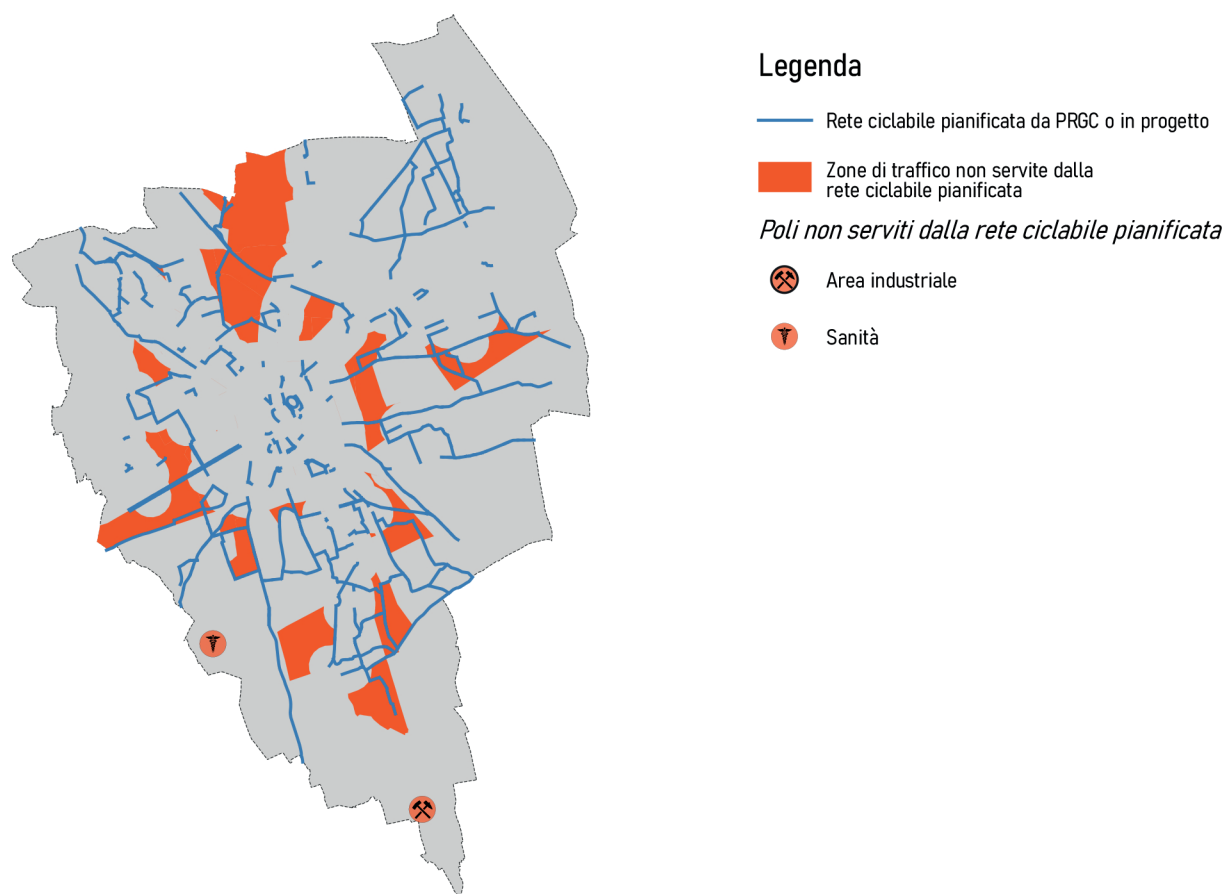 Legenda
Rete ciclabile pianificata da PRGC o in progetto
Zone di traffico non servite dalla
rete ciclabile pianificata
Poli non serviti dalla rete ciclabile pianificata
Area industriale
Sanità